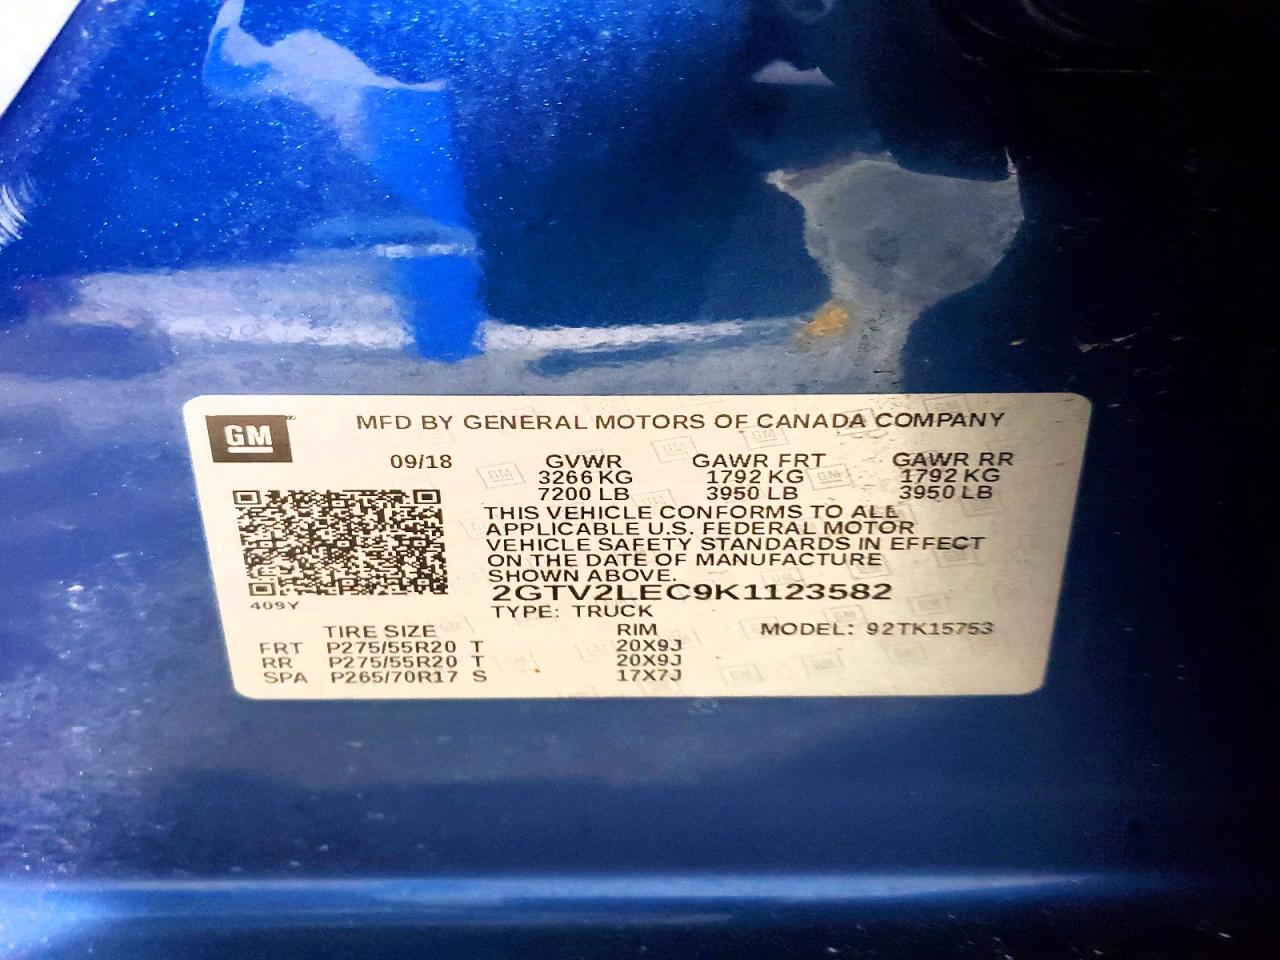 GM
MFD BY GENERAL MOTORS OF CANADA COMPANY
09/18 GVWR GAWR FRT GAWR RR
3266 KG 1792 KG 1792 KG
7200 LB 3950 LB 3950 LB
THIS VEHICLE CONFORMS TO ALL
APPLICABLE U.S. FEDERAL MOTOR
VEHICLE SAFETY STANDARDS IN EFFECT
ON THE DATE OF MANUFACTURE
SHOWN ABOVE.
2GTV2LEC9K1123582
409Y
TYPE: TRUCK
TIRE SIZE RIM MODEL: 92TK15753
FRT P275/55R20 T 20X9J
RR P275/55R20 T 20X9J
SPA P265/70R17 S 17X7J